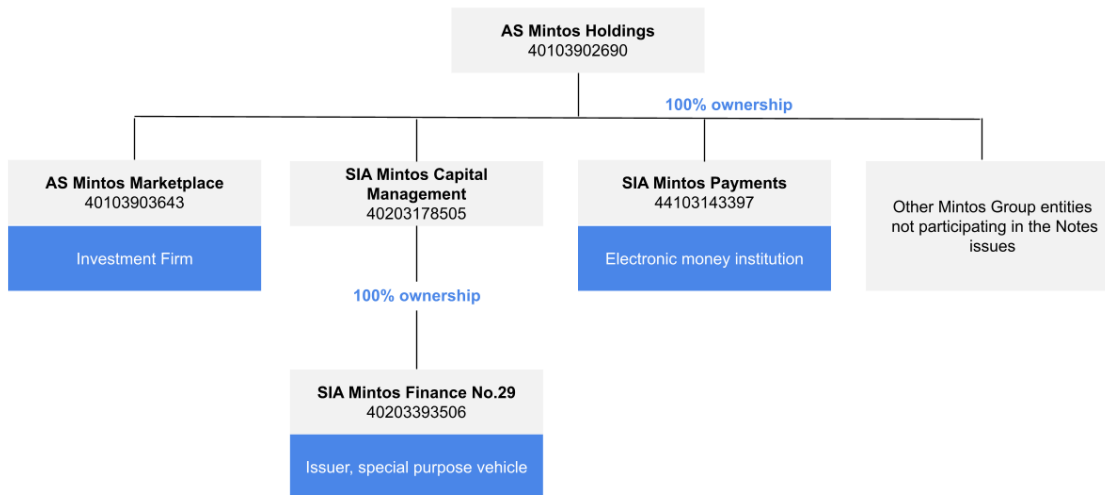 AS Mintos Holdings
40103902690
100% ownership
AS Mintos Marketplace
40103903643
Investment Firm
SIA Mintos Capital
Management
40203178505
SIA Mintos Payments
44103143397
Electronic money institution
Other Mintos Group entities
not participating in the Notes
issues
100% ownership
SIA Mintos Finance No.29
40203393506
Issuer, special purpose vehicle